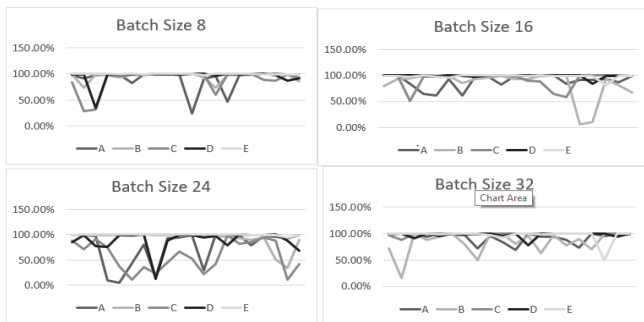 Batch Size 8
150.00%
100.00%
50.00%
0.00%
A B C D E
Batch Size 16
150.00%
100.00%
50.00%
0.00%
A B C D E
Batch Size 24
150.00%
100.00%
50.00%
0.00%
A B C D E
Batch Size 32
Chart Area
150.00%
100.00%
50.00%
0.00%
A B C D E